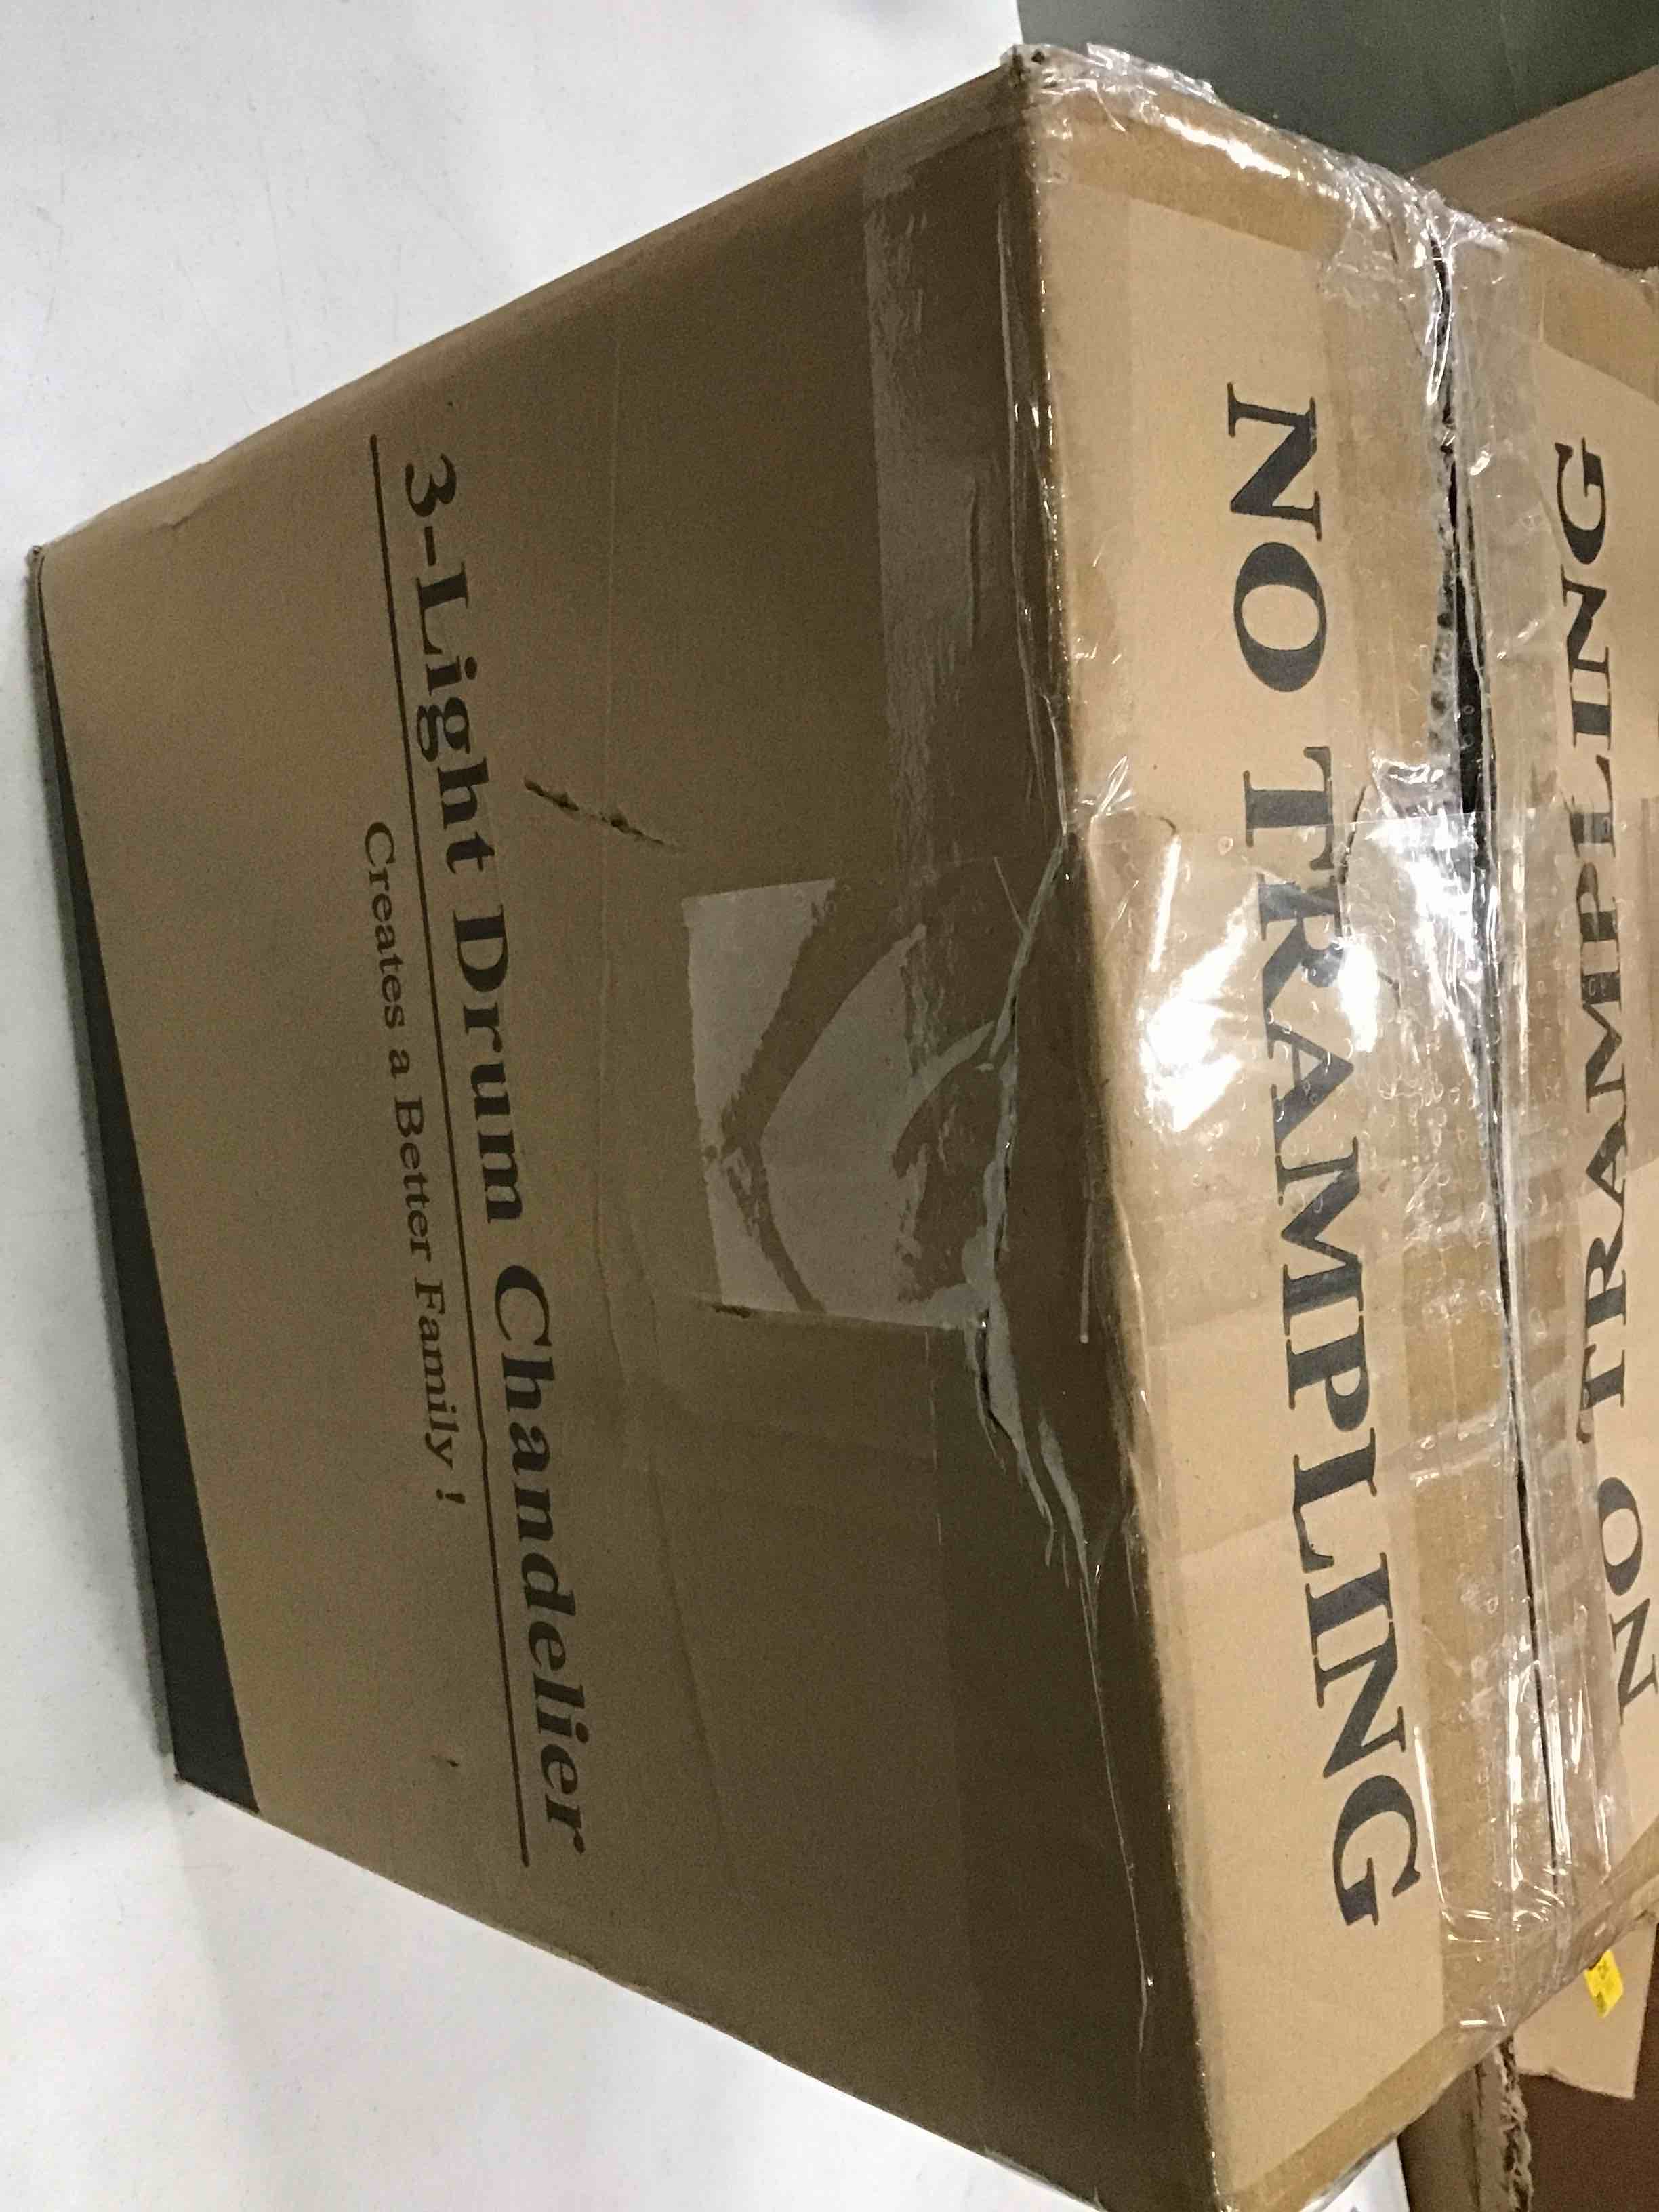 NO TRAMPLING
NO TRAMPLING
3-Light Drum Chandelier
Creates a Better Family !